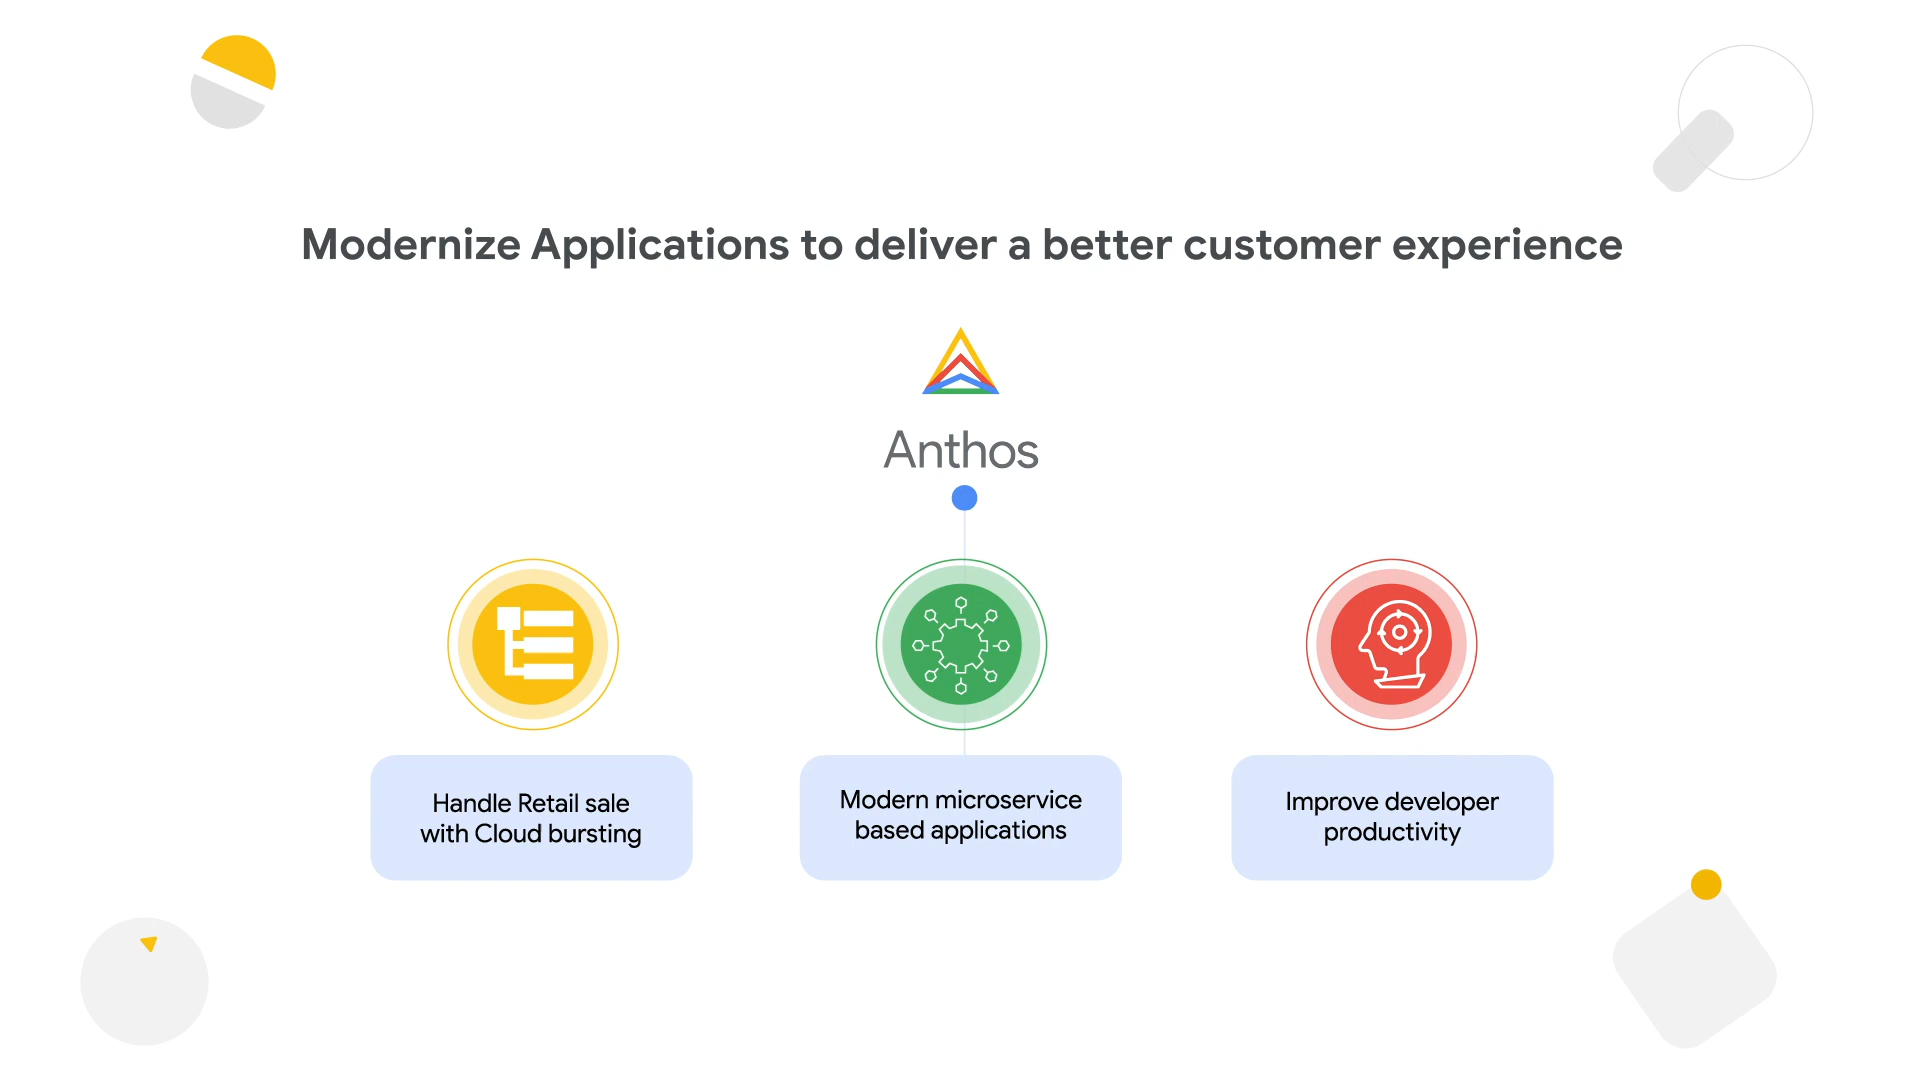 Modernize Applications to deliver a better customer experience
Anthos
Handle Retail sale
with Cloud bursting
Modern microservice
based applications
Improve developer
productivity